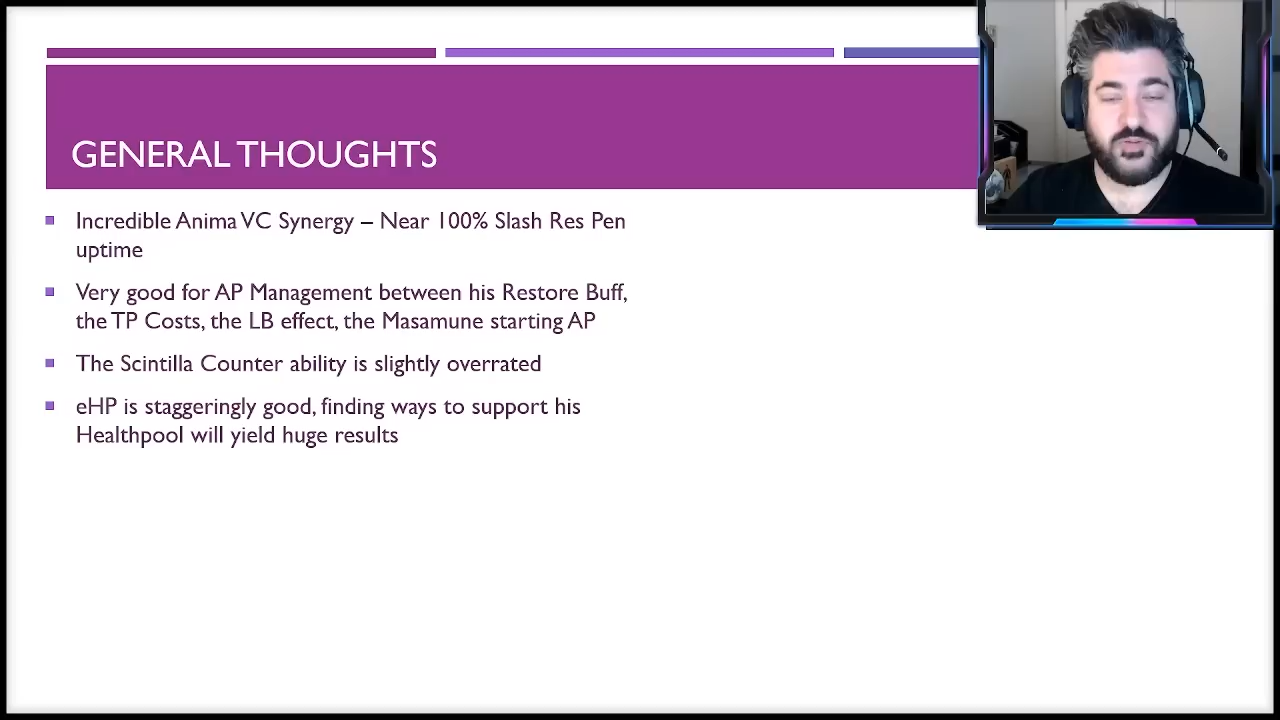 GENERAL THOUGHTS
Incredible Anima VC Synergy – Near 100% Slash Res Pen
uptime
Very good for AP Management between his Restore Buff,
the TP Costs, the LB effect, the Masamune starting AP
The Scintilla Counter ability is slightly overrated
eHP is staggeringly good, finding ways to support his
Healthpool will yield huge results